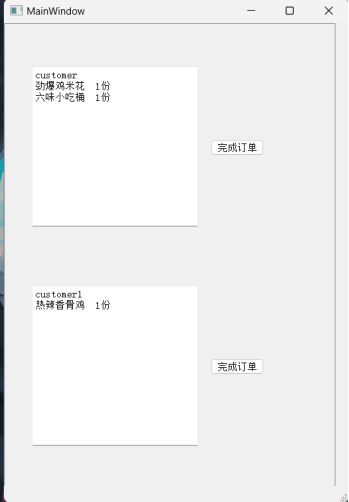 MainWindow
customer
劲爆鸡米花 1份
六味小吃桶 1份
完成订单
customer1
热辣香骨鸡 1份
完成订单